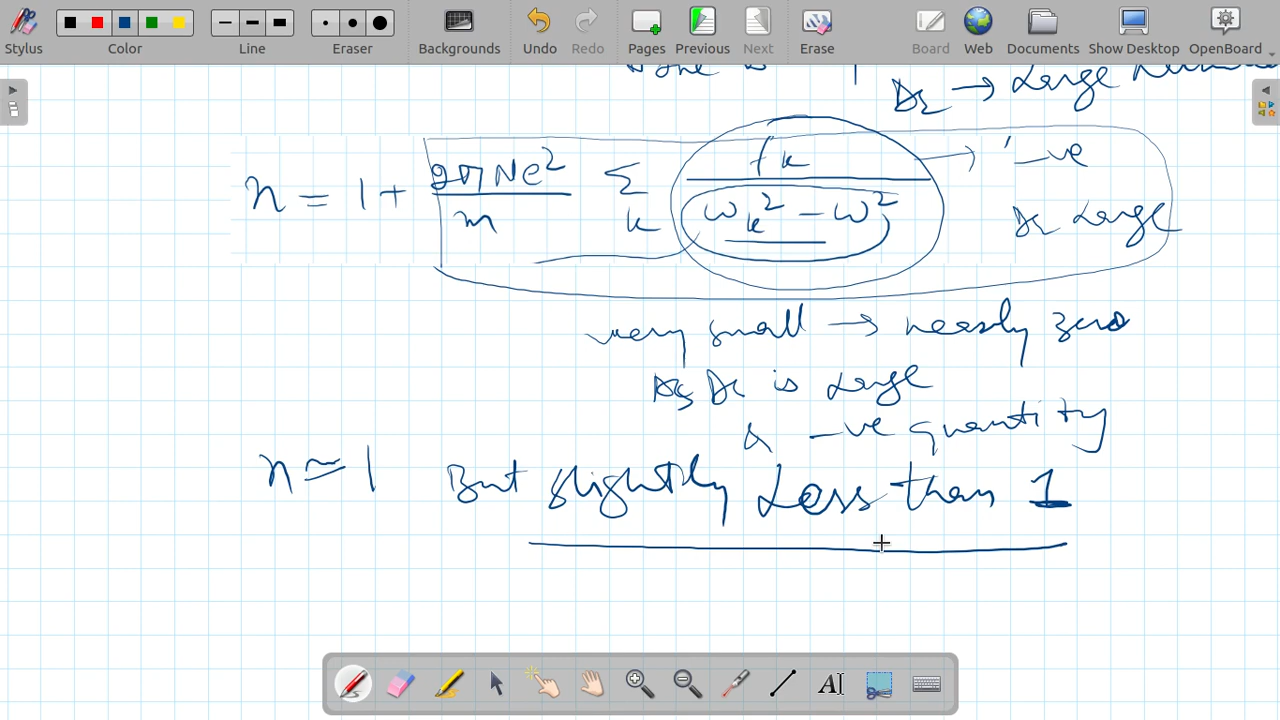 Stylus Color Line Eraser Backgrounds Undo Redo Pages Previous Next Erase Board Web Documents Show Desktop OpenBoard
Done is
Dr → Large
n = 1 + 2πNe² / m Σ k fk / ωk² − ω² → '−ve
Dr Large
very small → nearly zero
as Dr is Large
& −ve quantity
n ≃ 1 But slightly Less than 1